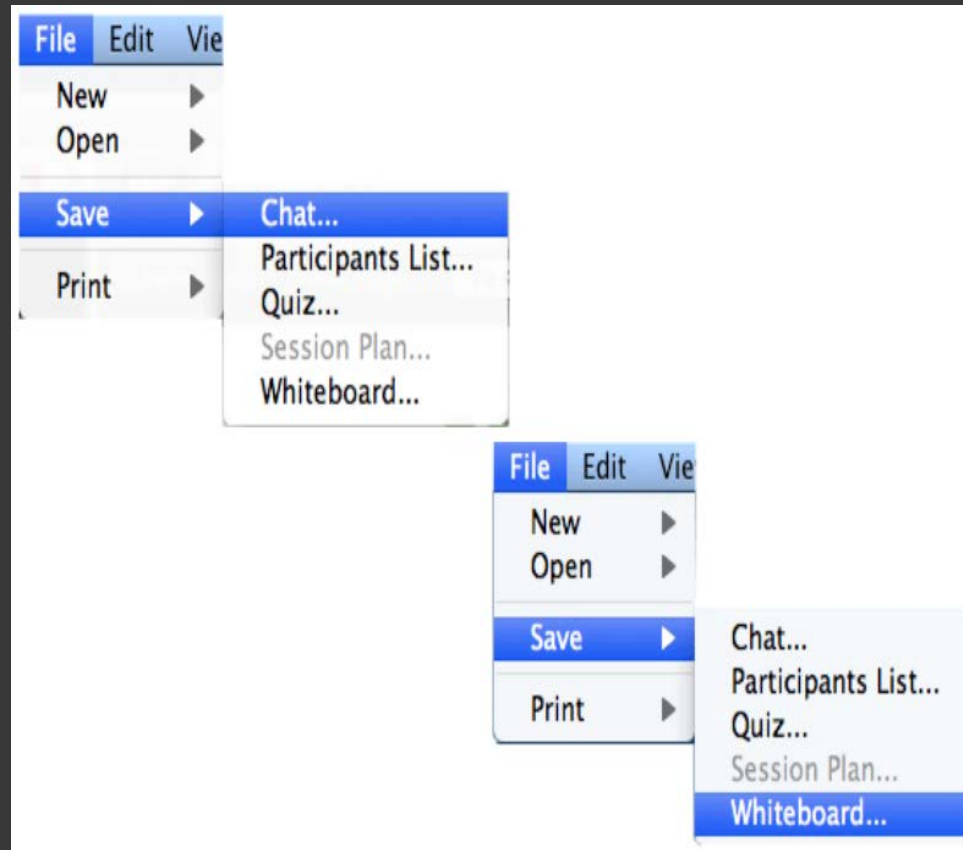 File Edit Vie
New
Open
Save
Print
Chat...
Participants List...
Quiz...
Session Plan...
Whiteboard...
File Edit Vie
New
Open
Save
Print
Chat...
Participants List...
Quiz...
Session Plan...
Whiteboard...